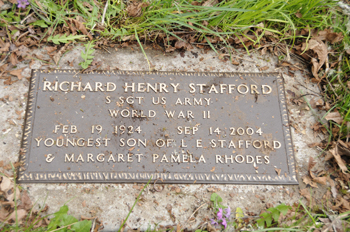 RICHARD HENRY STAFFORD
S SGT US ARMY
WORLD WAR II
FEB 19 1924 SEP 14 2004
YOUNGEST SON OF L E STAFFORD
& MARGARET PAMELA RHODES